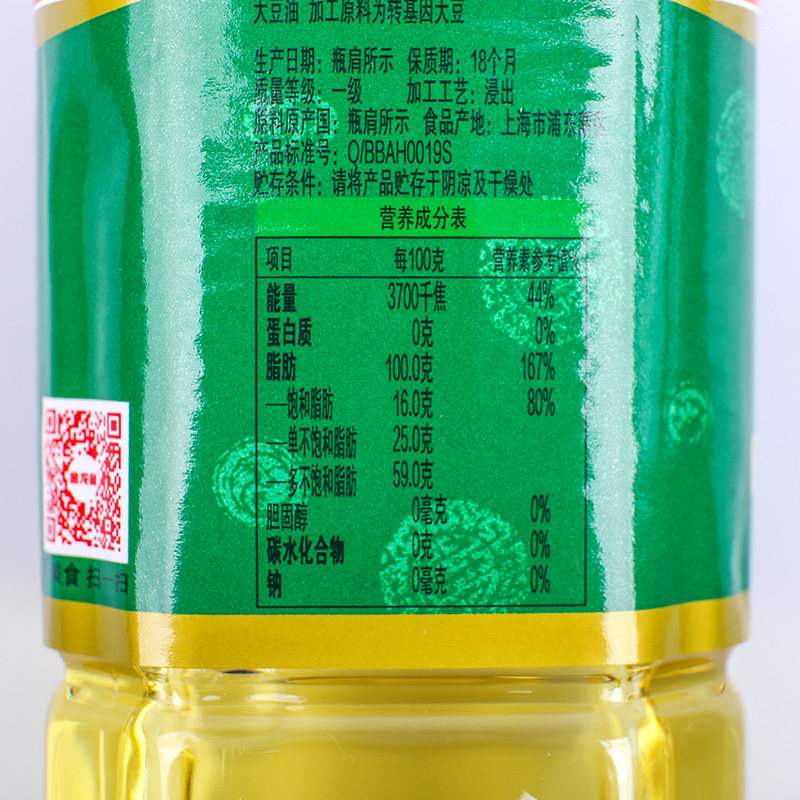 大豆油 加工原料为转基因大豆
生产日期：瓶肩所示 保质期：18个月
质量等级：一级 加工工艺：浸出
原料原产国：瓶肩所示 食品产地：上海市浦东新区
产品标准号：Q/BBAH0019S
贮存条件：请将产品贮存于阴凉及干燥处
营养成分表
项目 每100克 营养素参考值%
能量 3700千焦 44%
蛋白质 0克 0%
脂肪 100.0克 167%
—饱和脂肪 16.0克 80%
—单不饱和脂肪 25.0克
—多不饱和脂肪 59.0克
胆固醇 0毫克 0%
碳水化合物 0克 0%
钠 0毫克 0%
金龙鱼
美食 扫一扫